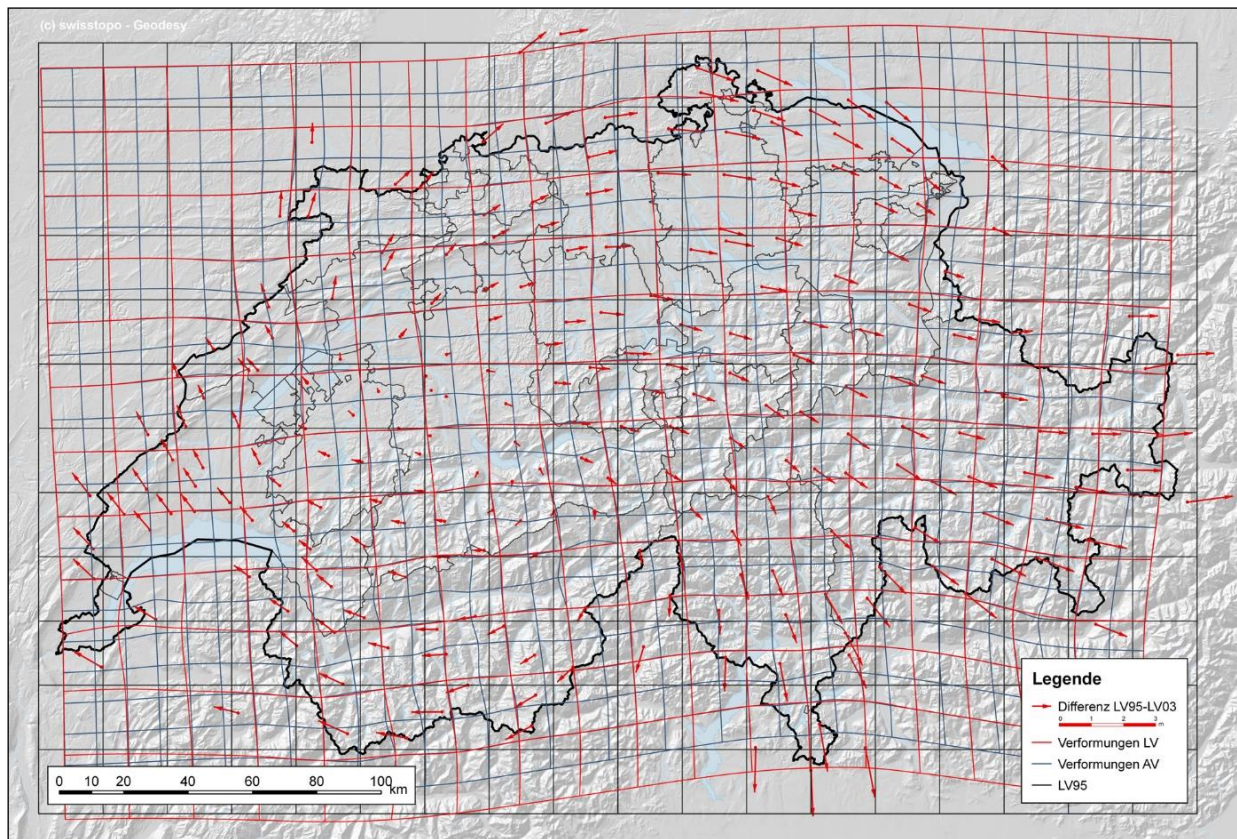 (c) swisstopo - Geodesy
Legende
Differenz LV95-LV03
0 1 2 3
m
Verformungen LV
Verformungen AV
LV95
0 10 20 40 60 80 100
km